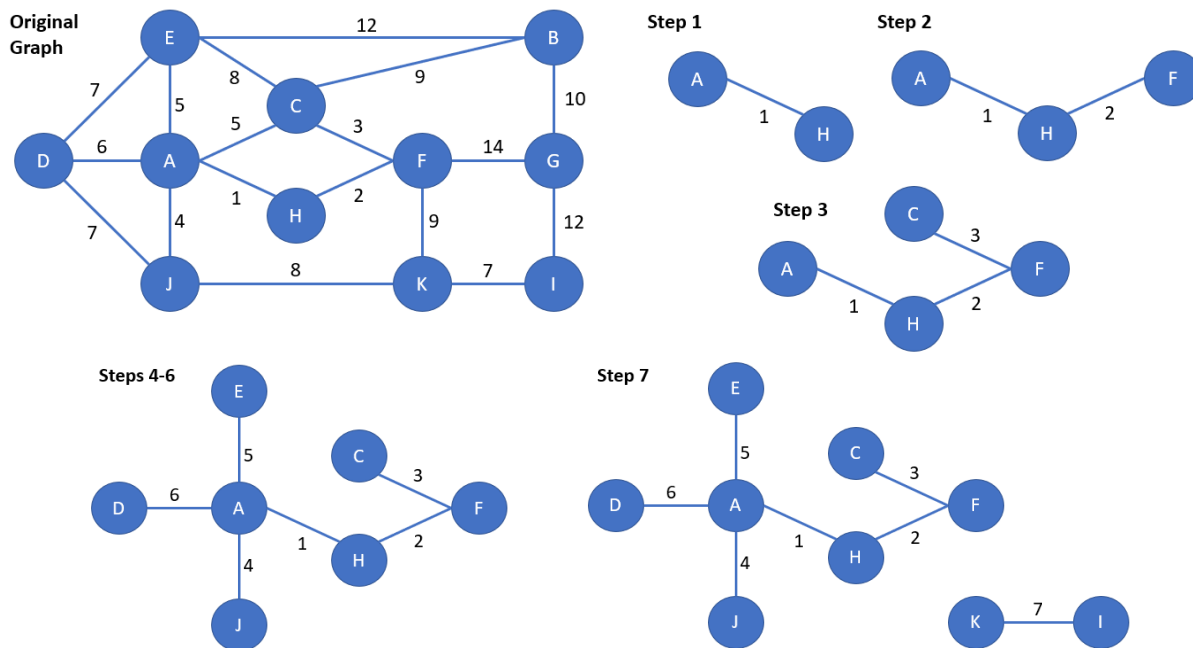 Original
Graph
E
12
B
8
9
7
C
5
10
5
3
D
6
A
F
14
G
1
2
H
4
9
12
7
8
J
K
7
I
Step 1
A
1
H
Step 2
A
F
1
2
H
Step 3
C
3
A
F
1
2
H
Steps 4-6
E
5
C
3
D
6
A
F
1
2
H
4
J
Step 7
E
5
C
3
D
6
A
F
1
2
H
4
J
K
7
I